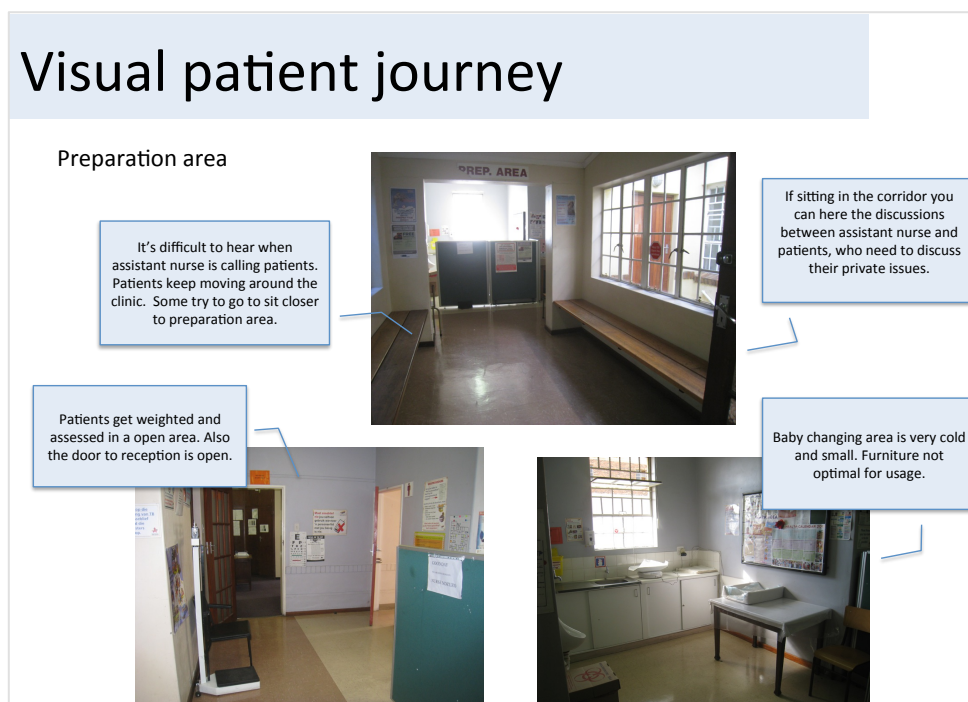 Visual patient journey
Preparation area
PREP. AREA
It's difficult to hear when
assistant nurse is calling patients.
Patients keep moving around the
clinic.  Some try to go to sit closer
to preparation area.
If sitting in the corridor you
can here the discussions
between assistant nurse and
patients, who need to discuss
their private issues.
Patients get weighted and
assessed in a open area. Also
the door to reception is open.
Baby changing area is very cold
and small. Furniture not
optimal for usage.